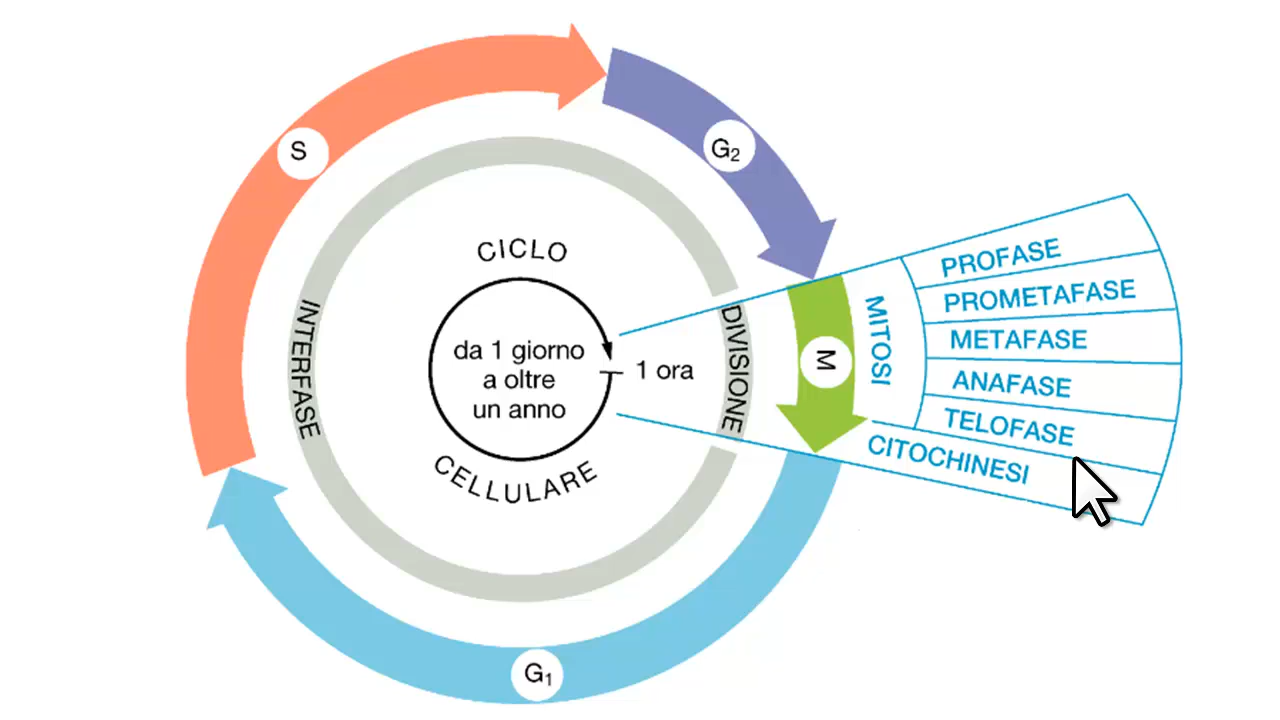 S
G₂
CICLO
da 1 giorno
a oltre
un anno
CELLULARE
1 ora
INTERFASE
DIVISIONE
M
MITOSI
PROFASE
PROMETAFASE
METAFASE
ANAFASE
TELOFASE
CITOCHINESI
G₁